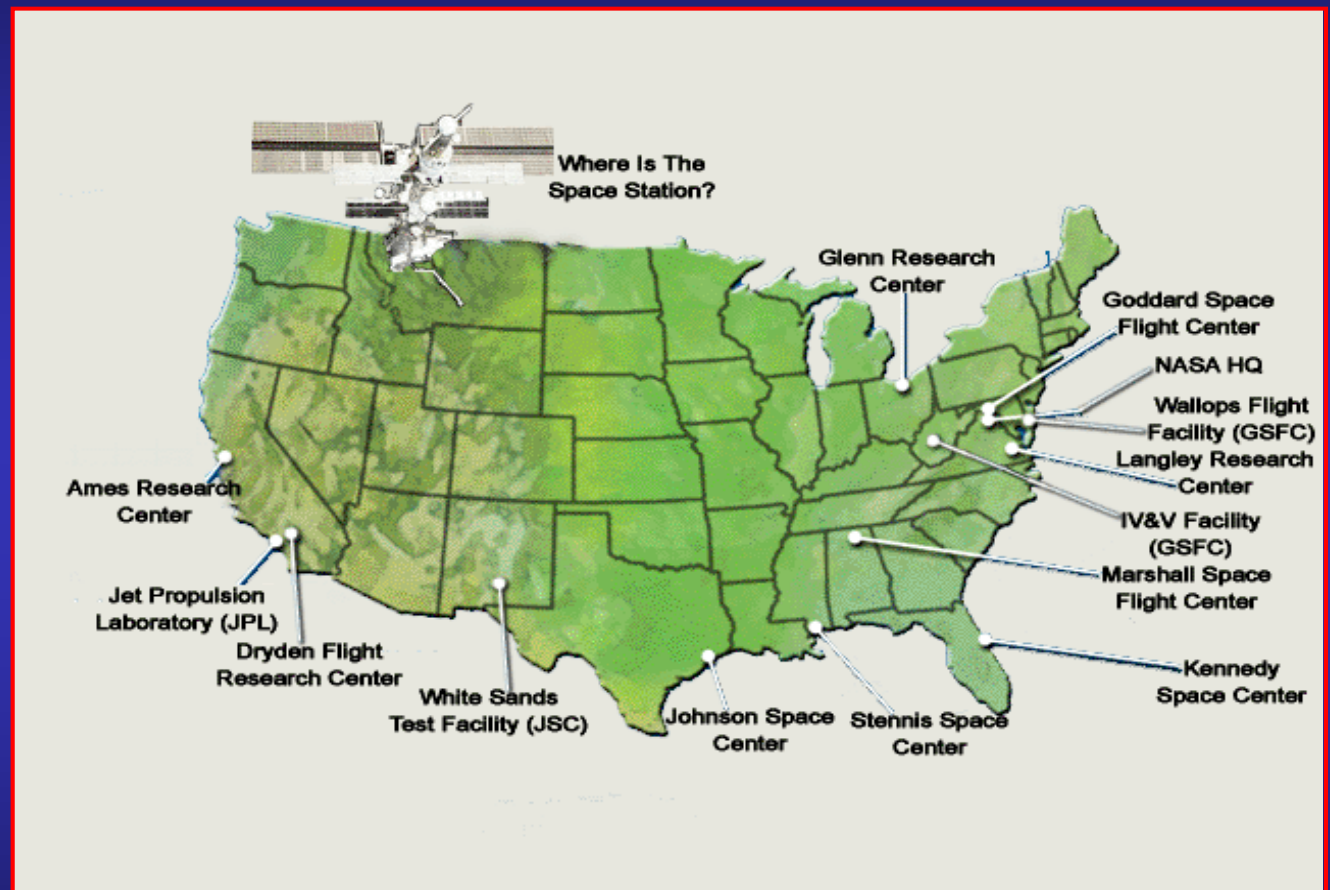 Where Is The
Space Station?
Glenn Research
Center
Goddard Space
Flight Center
NASA HQ
Wallops Flight
Facility (GSFC)
Langley Research
Center
IV&V Facility
(GSFC)
Marshall Space
Flight Center
Kennedy
Space Center
Ames Research
Center
Jet Propulsion
Laboratory (JPL)
Dryden Flight
Research Center
White Sands
Test Facility (JSC)
Johnson Space
Center
Stennis Space
Center